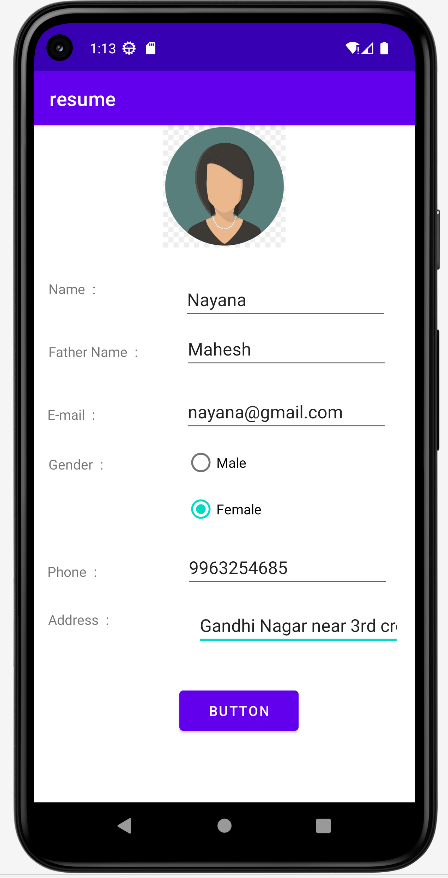 1:13
resume
Name :
Nayana
Father Name :
Mahesh
E-mail :
nayana@gmail.com
Gender :
Male
Female
Phone :
9963254685
Address :
Gandhi Nagar near 3rd
BUTTON